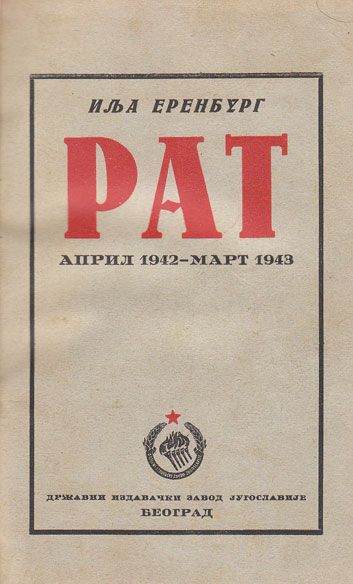 ИЉА ЕРЕНБУРГ
РАТ
АПРИЛ 1942–МАРТ 1943
ДРЖАВНИ ИЗДАВАЧКИ ЗАВОД ЈУГОСЛАВИЈЕ
БЕОГРАД